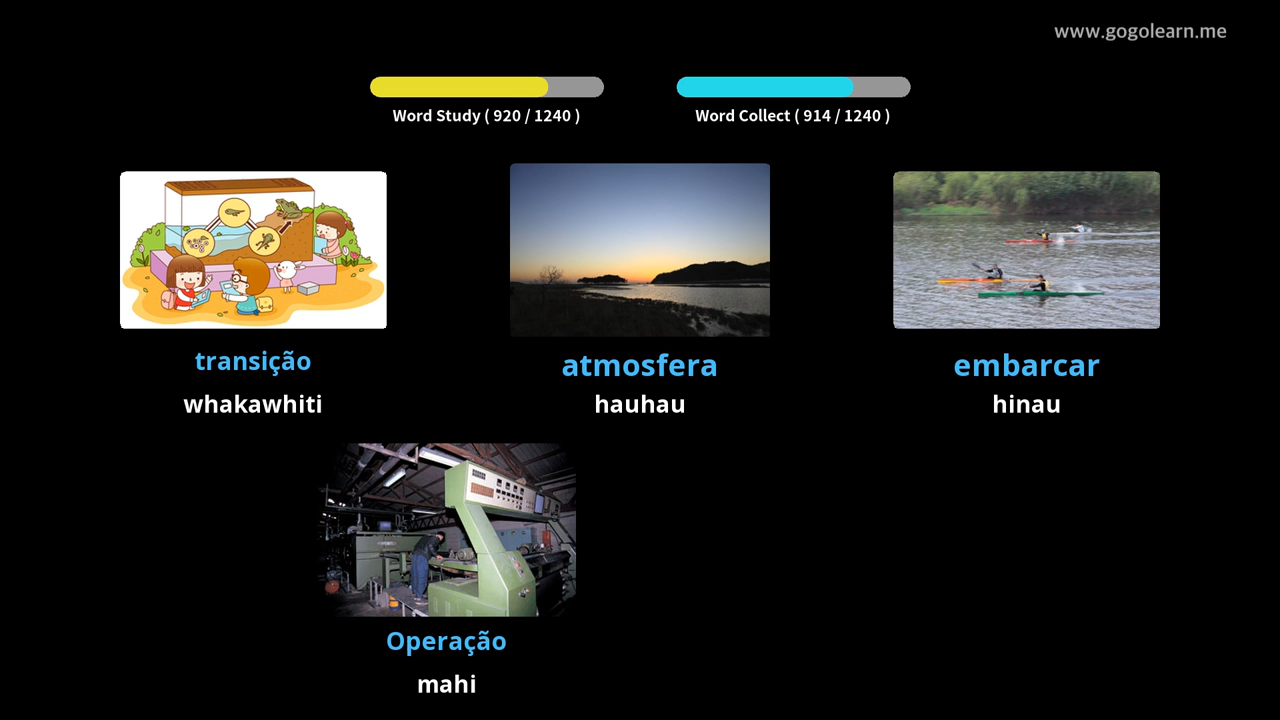 www.gogolearn.me
Word Study ( 920 / 1240 )
Word Collect ( 914 / 1240 )
transição
whakawhiti
atmosfera
hauhau
embarcar
hinau
Operação
mahi